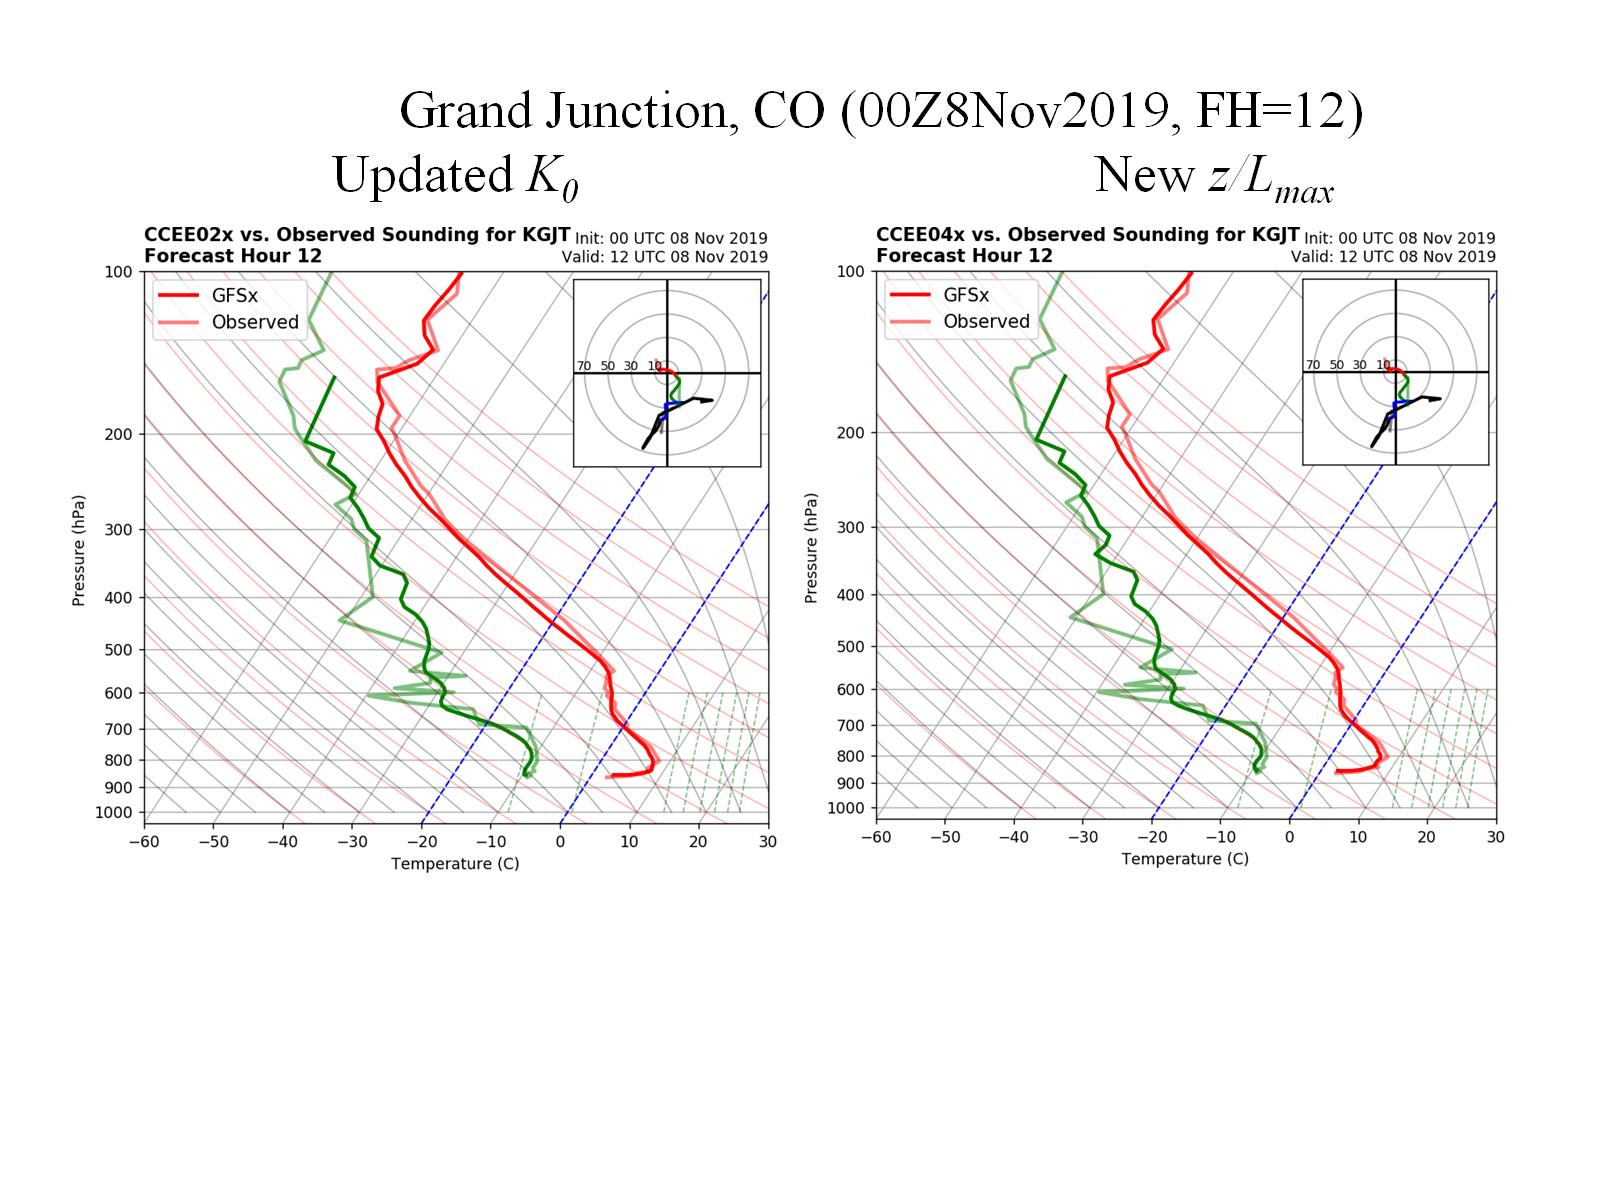 Grand Junction, CO (00Z8Nov2019, FH=12)
Updated K0
New z/Lmax
CCEE02x vs. Observed Sounding for KGJT Init: 00 UTC 08 Nov 2019
Forecast Hour 12 Valid: 12 UTC 08 Nov 2019
GFSx
Observed
70 50 30 10
100
200
300
400
500
600
700
800
900
1000
Pressure (hPa)
−60 −50 −40 −30 −20 −10 0 10 20 30
Temperature (C)
CCEE04x vs. Observed Sounding for KGJT Init: 00 UTC 08 Nov 2019
Forecast Hour 12 Valid: 12 UTC 08 Nov 2019
GFSx
Observed
70 50 30 10
100
200
300
400
500
600
700
800
900
1000
Pressure (hPa)
−60 −50 −40 −30 −20 −10 0 10 20 30
Temperature (C)